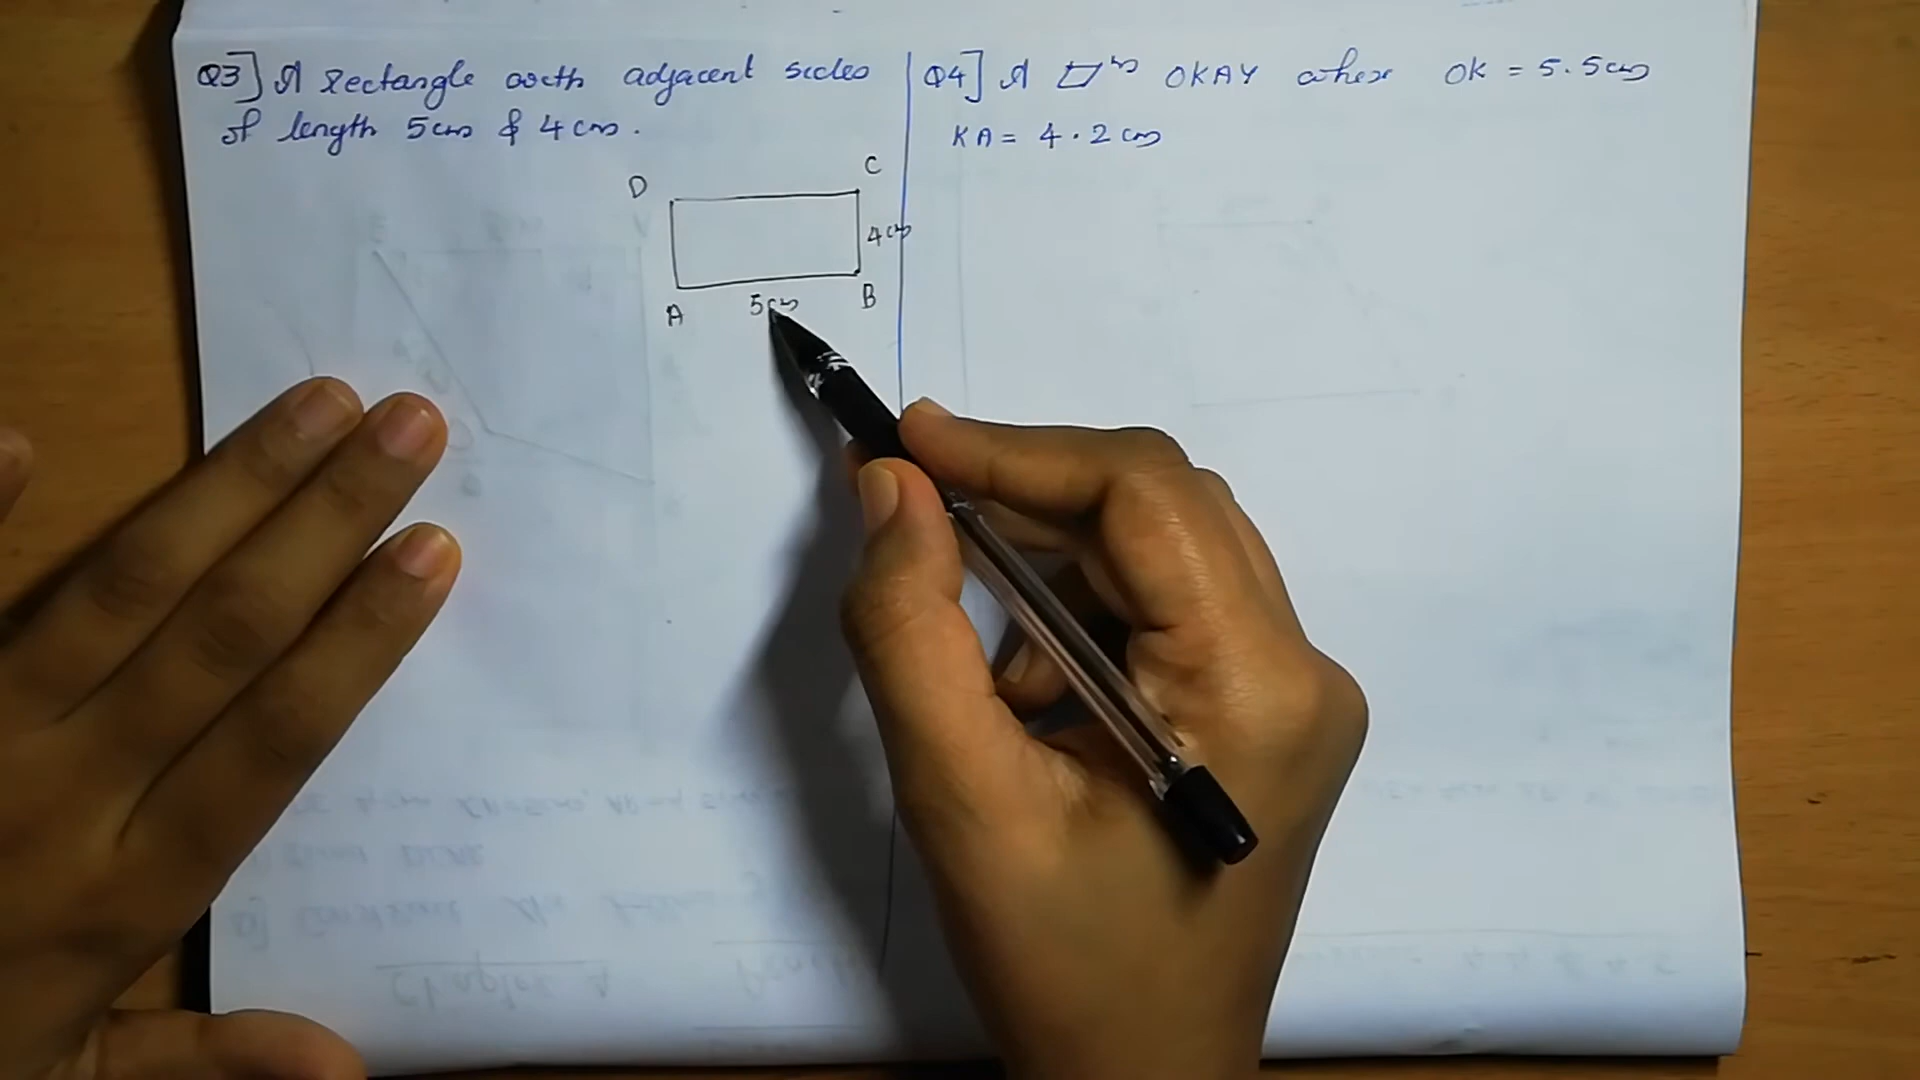 Q3] A rectangle with adjacent sides
of length 5cm & 4cm.
D
C
4cm
A
5cm
B
Q4] A ▱m OKAY where OK = 5.5cm
KA = 4.2cm